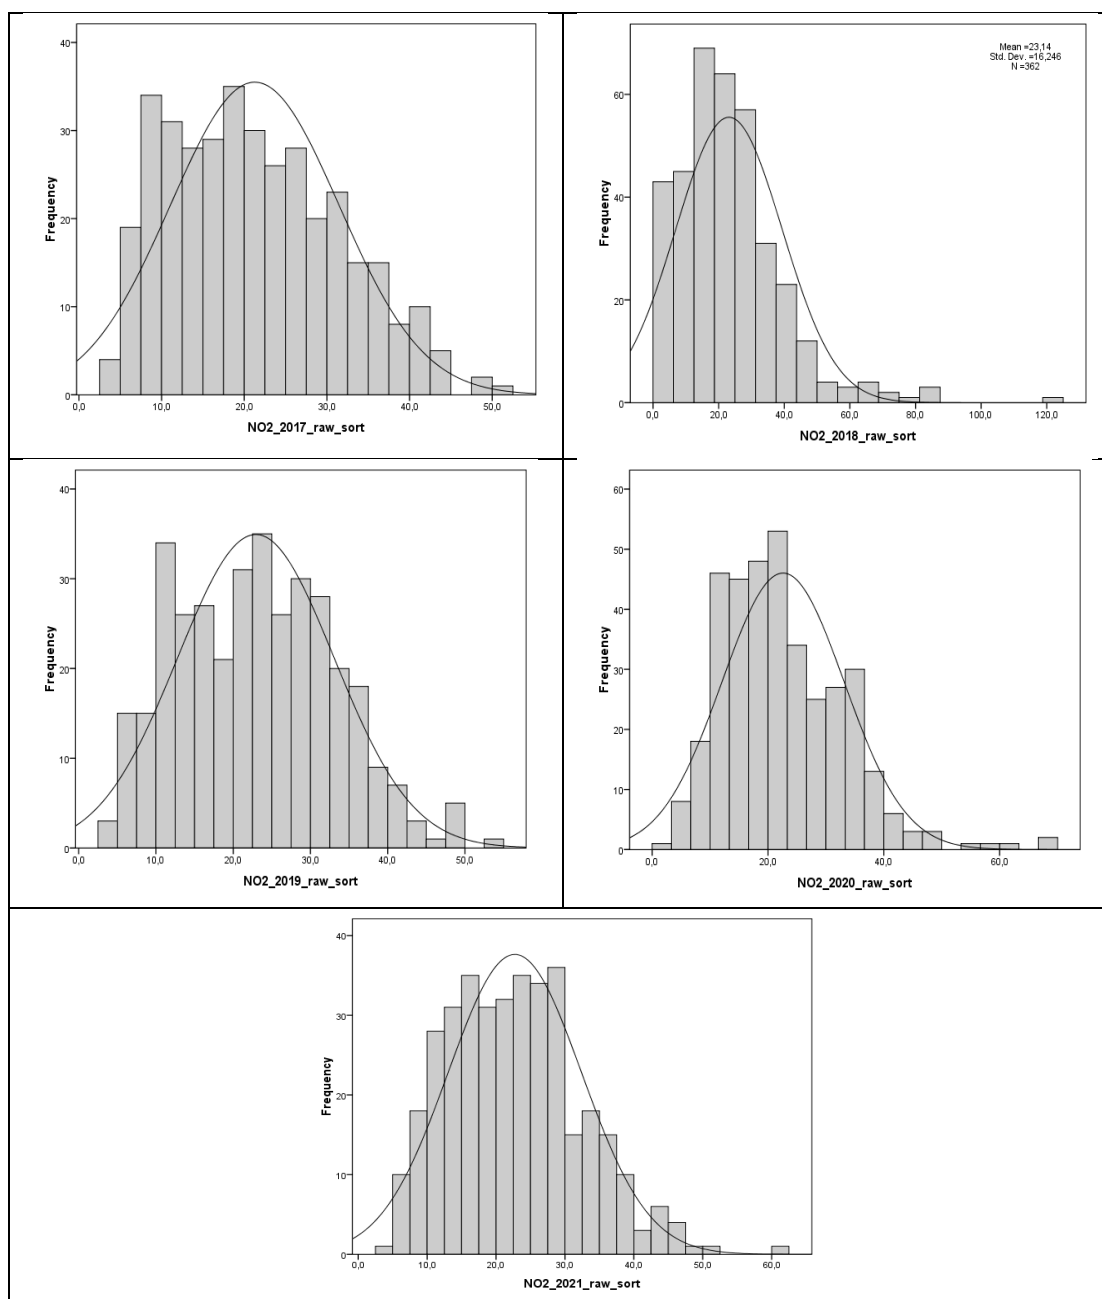 40
30
20
10
0
Frequency
0,0 10,0 20,0 30,0 40,0 50,0
NO2_2017_raw_sort
Mean =23,14
Std. Dev. =16,246
N =362
60
40
20
0
Frequency
0,0 20,0 40,0 60,0 80,0 100,0 120,0
NO2_2018_raw_sort
40
30
20
10
0
Frequency
0,0 10,0 20,0 30,0 40,0 50,0
NO2_2019_raw_sort
60
50
40
30
20
10
0
Frequency
0,0 20,0 40,0 60,0
NO2_2020_raw_sort
40
30
20
10
0
Frequency
0,0 10,0 20,0 30,0 40,0 50,0 60,0
NO2_2021_raw_sort